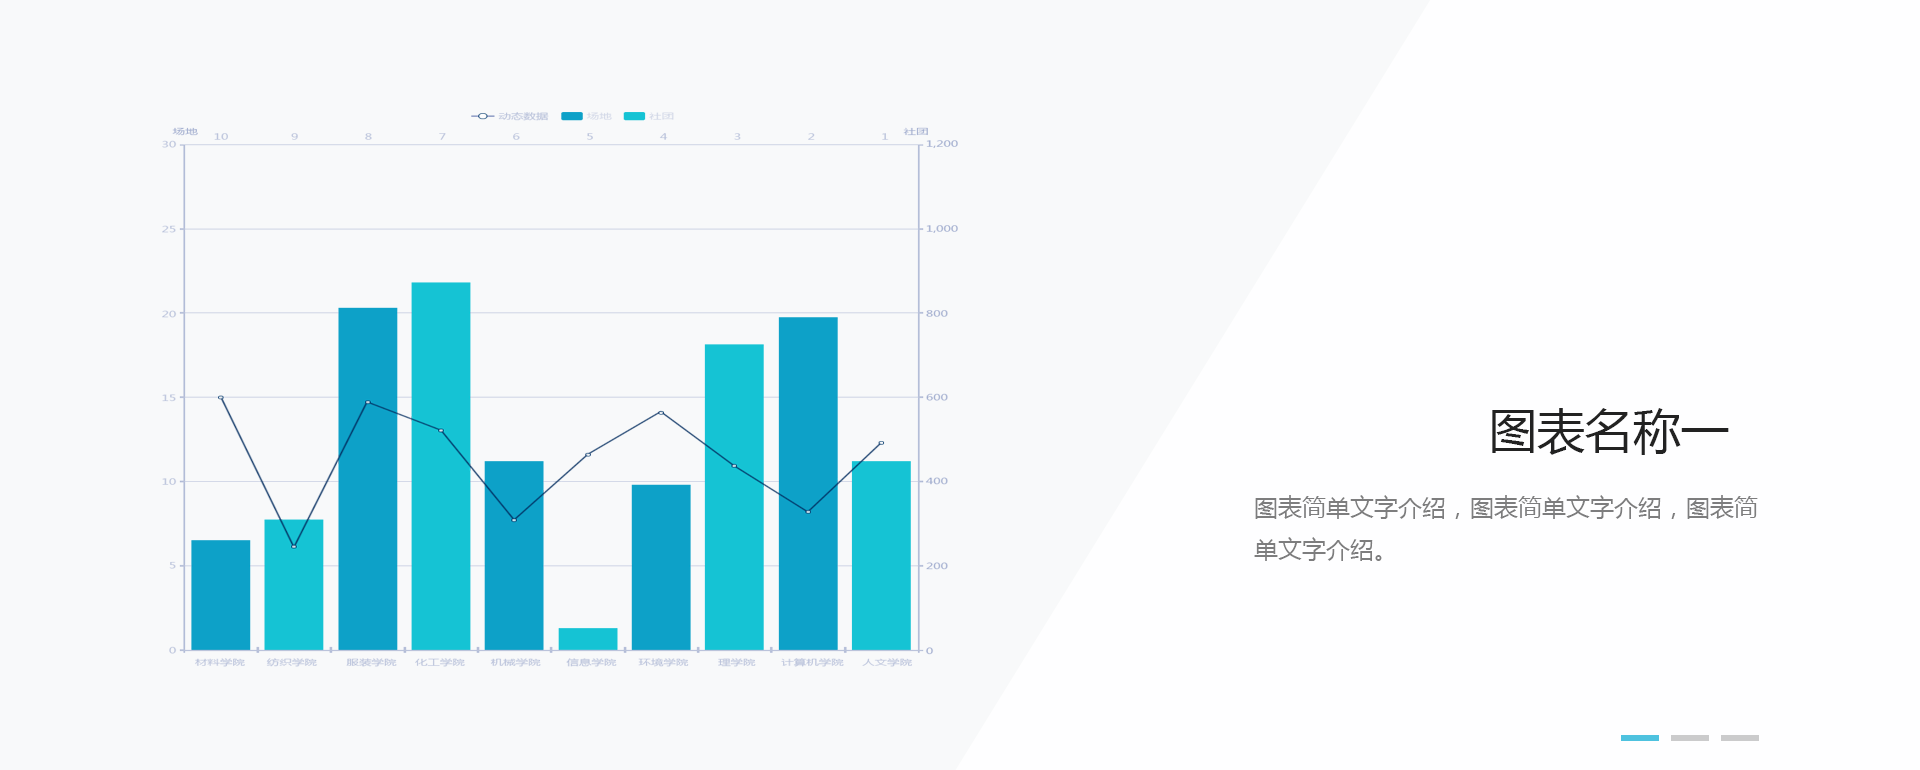 动态数据 场地 社团
场地 10 9 8 7 6 5 4 3 2 1 社团
30 1,200
25 1,000
20 800
15 600
10 400
5 200
0 0
材料学院 纺织学院 服装学院 化工学院 机械学院 信息学院 环境学院 理学院 计算机学院 人文学院
图表名称一
图表简单文字介绍，图表简单文字介绍，图表简
单文字介绍。